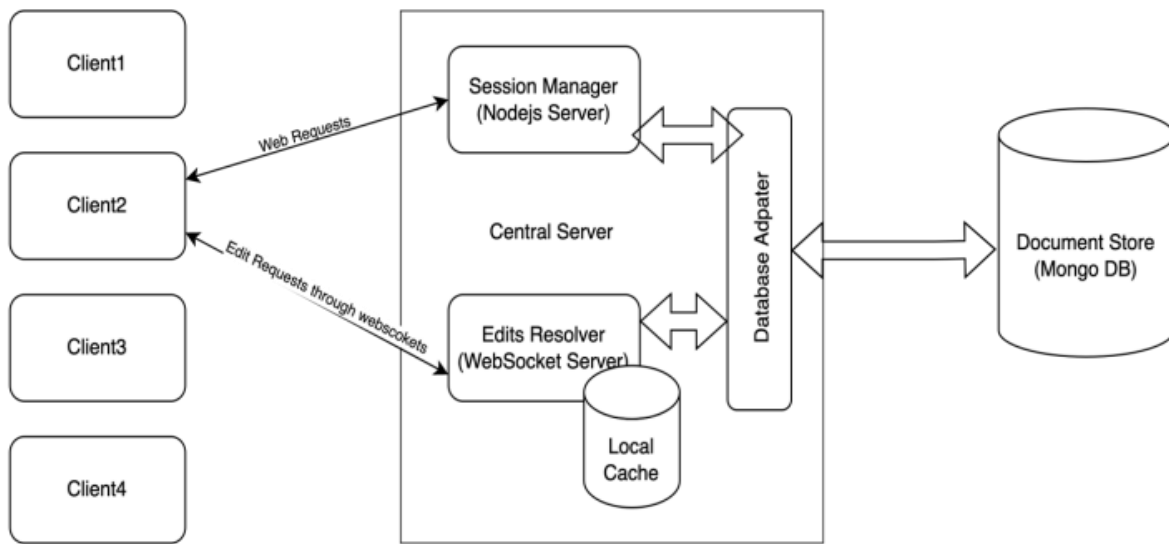 Client1
Client2
Client3
Client4
Web Requests
Edit Requests through webscokets
Session Manager
(Nodejs Server)
Central Server
Edits Resolver
(WebSocket Server)
Local
Cache
Database Adpater
Document Store
(Mongo DB)